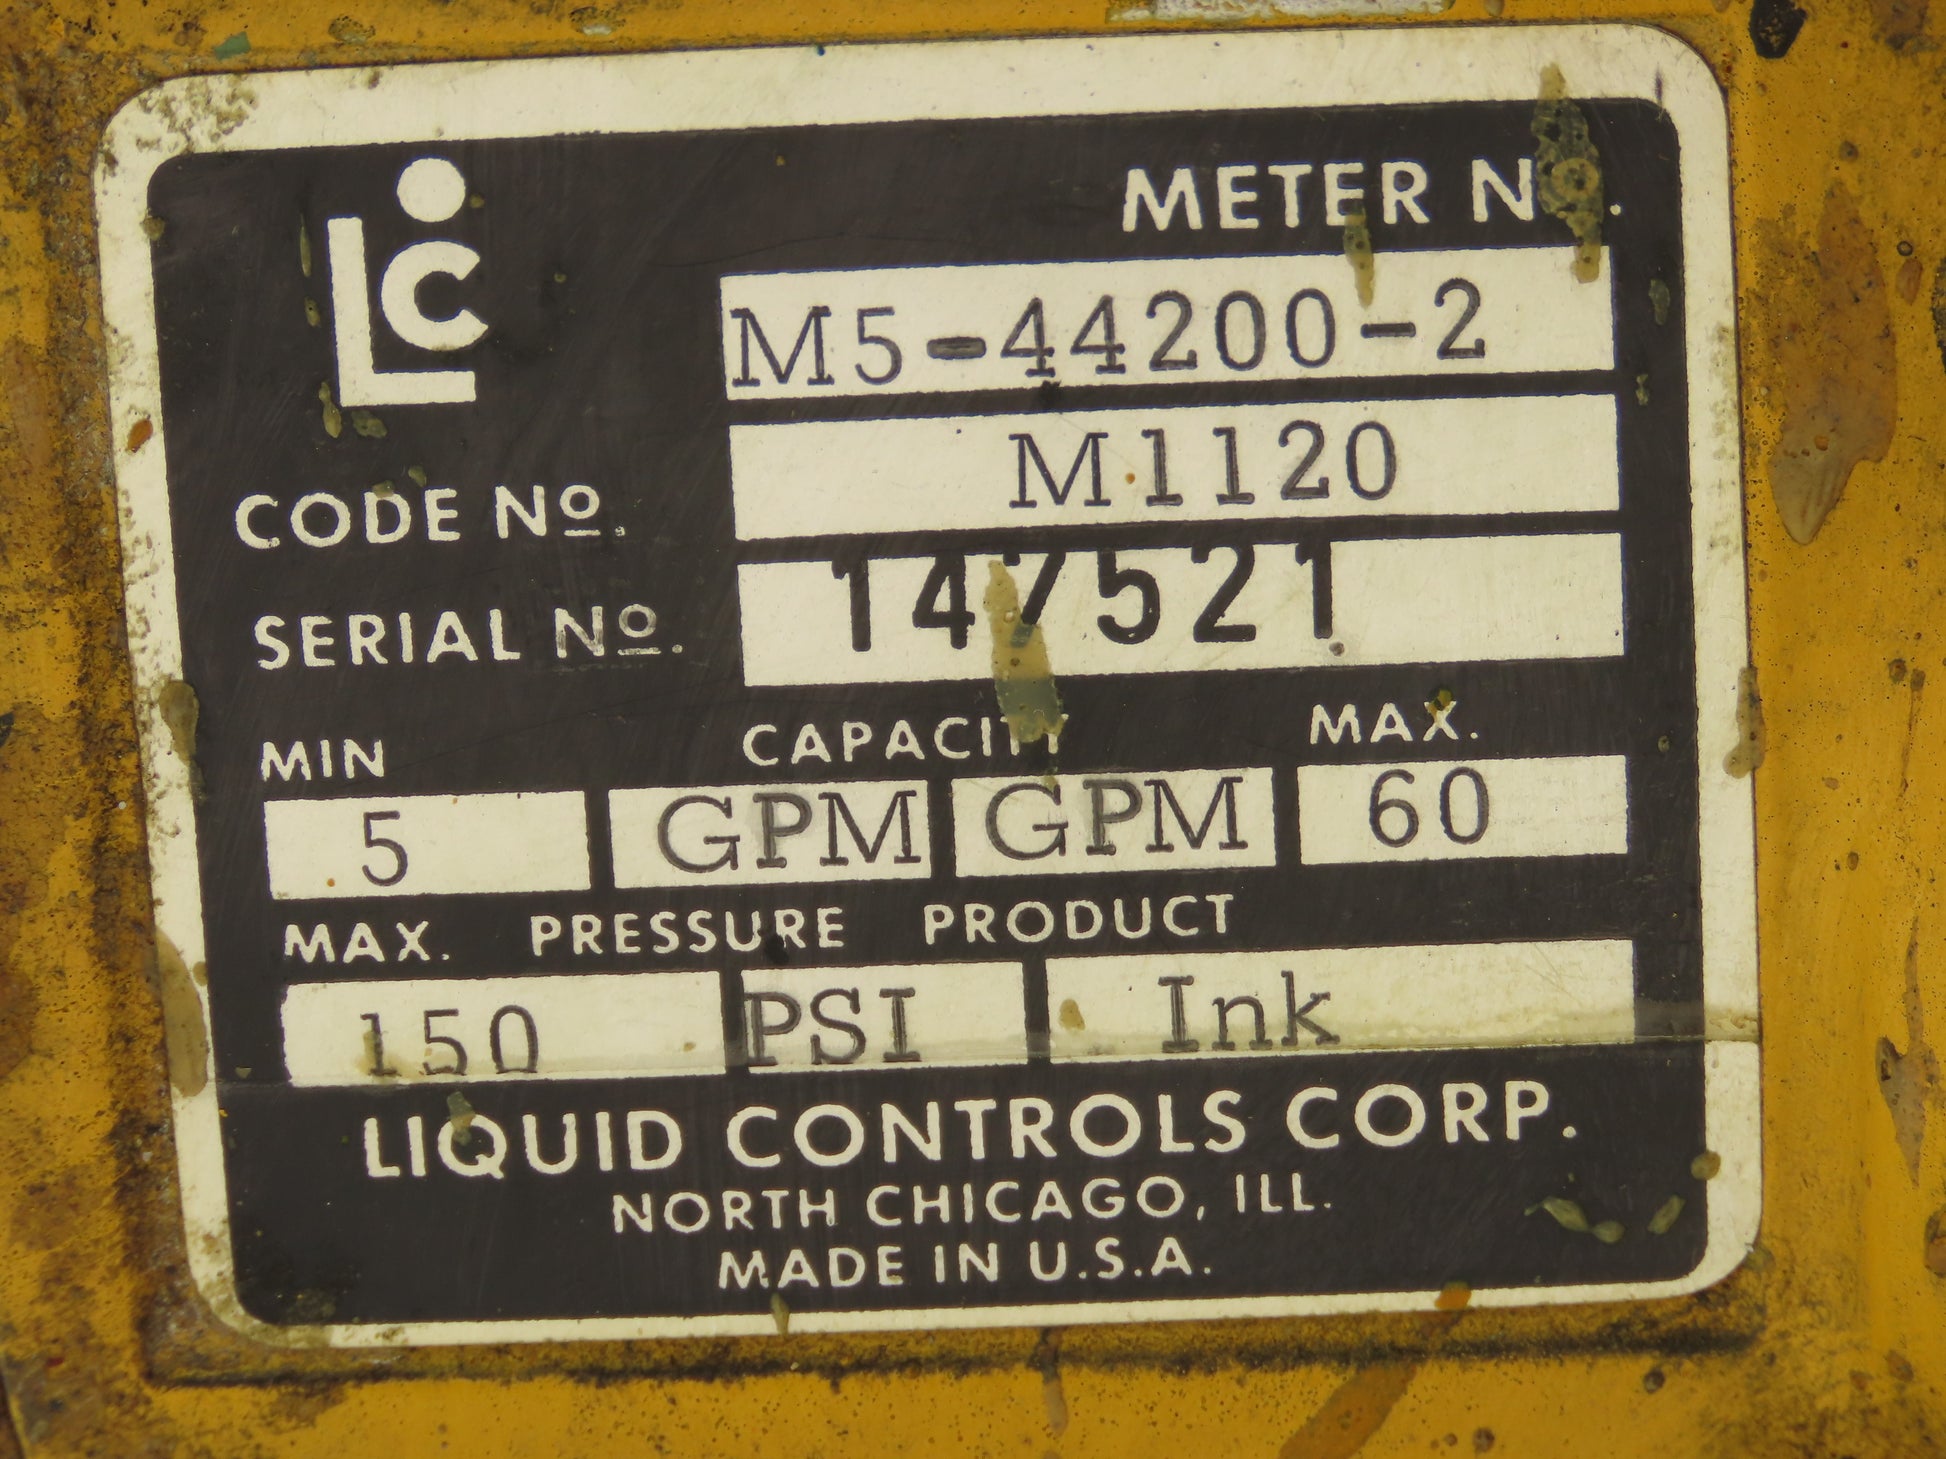 LC
METER No.
M5-44200-2
CODE No. M1120
SERIAL No. 147521
MIN CAPACITY MAX.
5 GPM GPM 60
MAX. PRESSURE PRODUCT
150 PSI Ink
LIQUID CONTROLS CORP.
NORTH CHICAGO, ILL.
MADE IN U.S.A.